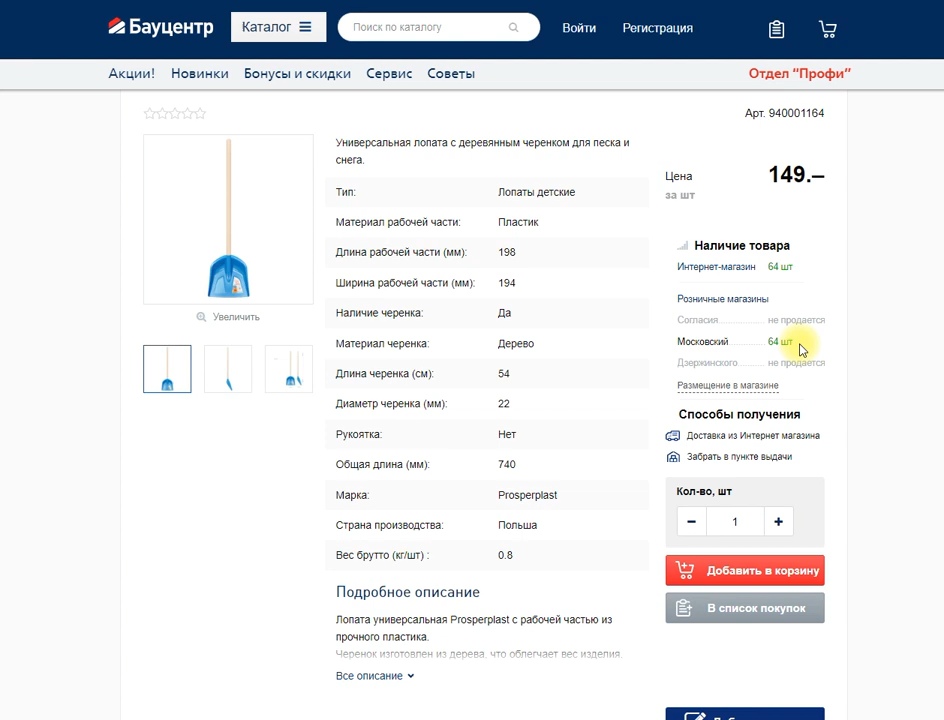 Бауцентр
Каталог
Поиск по каталогу
Войти
Регистрация
Акции!
Новинки
Бонусы и скидки
Сервис
Советы
Отдел “Профи”
Арт. 940001164
Увеличить
Универсальная лопата с деревянным черенком для песка и
снега.
Тип: Лопаты детские
Материал рабочей части: Пластик
Длина рабочей части (мм): 198
Ширина рабочей части (мм): 194
Наличие черенка: Да
Материал черенка: Дерево
Длина черенка (см): 54
Диаметр черенка (мм): 22
Рукоятка: Нет
Общая длина (мм): 740
Марка: Prosperplast
Страна производства: Польша
Вес брутто (кг/шт) : 0.8
Подробное описание
Лопата универсальная Prosperplast с рабочей частью из
прочного пластика.
Черенок изготовлен из дерева, что облегчает вес изделия.
Все описание
Цена 149.–
за шт
Наличие товара
Интернет-магазин 64 шт
Розничные магазины
Согласия не продается
Московский 64 шт
Дзержинского не продается
Размещение в магазине
Способы получения
Доставка из Интернет магазина
Забрать в пункте выдачи
Кол-во, шт
− 1 +
Добавить в корзину
В список покупок